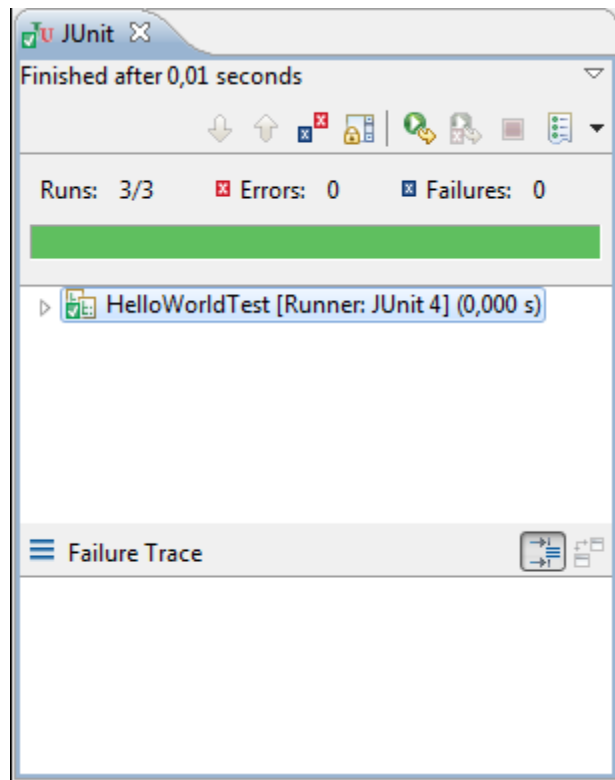 JUnit
Finished after 0,01 seconds
Runs: 3/3 Errors: 0 Failures: 0
HelloWorldTest [Runner: JUnit 4] (0,000 s)
Failure Trace